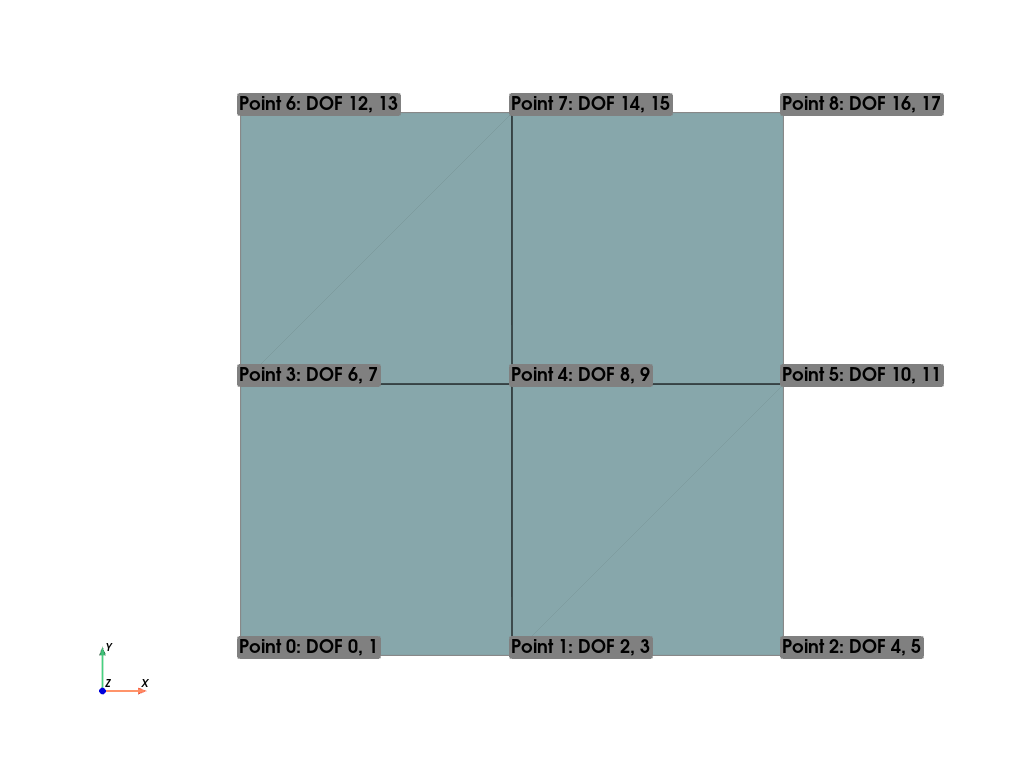 Point 6: DOF 12, 13
Point 7: DOF 14, 15
Point 8: DOF 16, 17
Point 3: DOF 6, 7
Point 4: DOF 8, 9
Point 5: DOF 10, 11
Point 0: DOF 0, 1
Point 1: DOF 2, 3
Point 2: DOF 4, 5
Y
Z
X